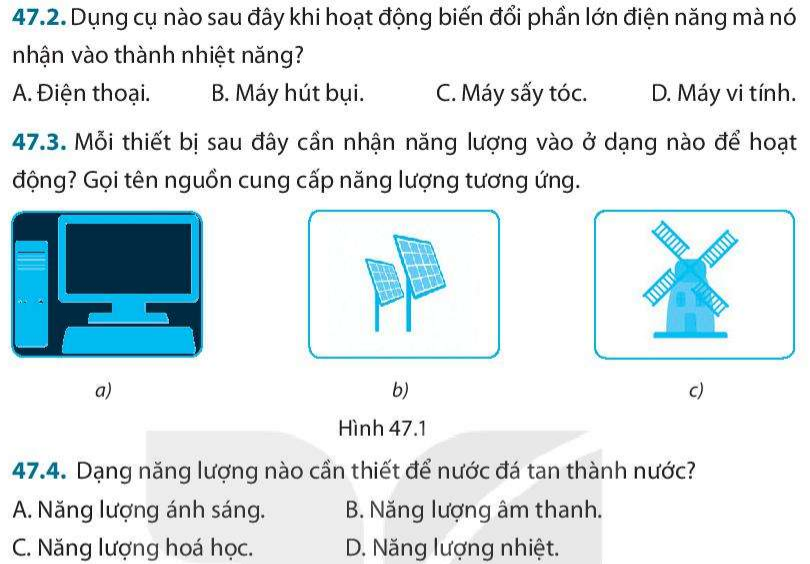 47.2. Dụng cụ nào sau đây khi hoạt động biến đổi phần lớn điện năng mà nó
nhận vào thành nhiệt năng?
A. Điện thoại. B. Máy hút bụi. C. Máy sấy tóc. D. Máy vi tính.
47.3. Mỗi thiết bị sau đây cần nhận năng lượng vào ở dạng nào để hoạt
động? Gọi tên nguồn cung cấp năng lượng tương ứng.
a) b) c)
Hình 47.1
47.4. Dạng năng lượng nào cần thiết để nước đá tan thành nước?
A. Năng lượng ánh sáng. B. Năng lượng âm thanh.
C. Năng lượng hoá học. D. Năng lượng nhiệt.